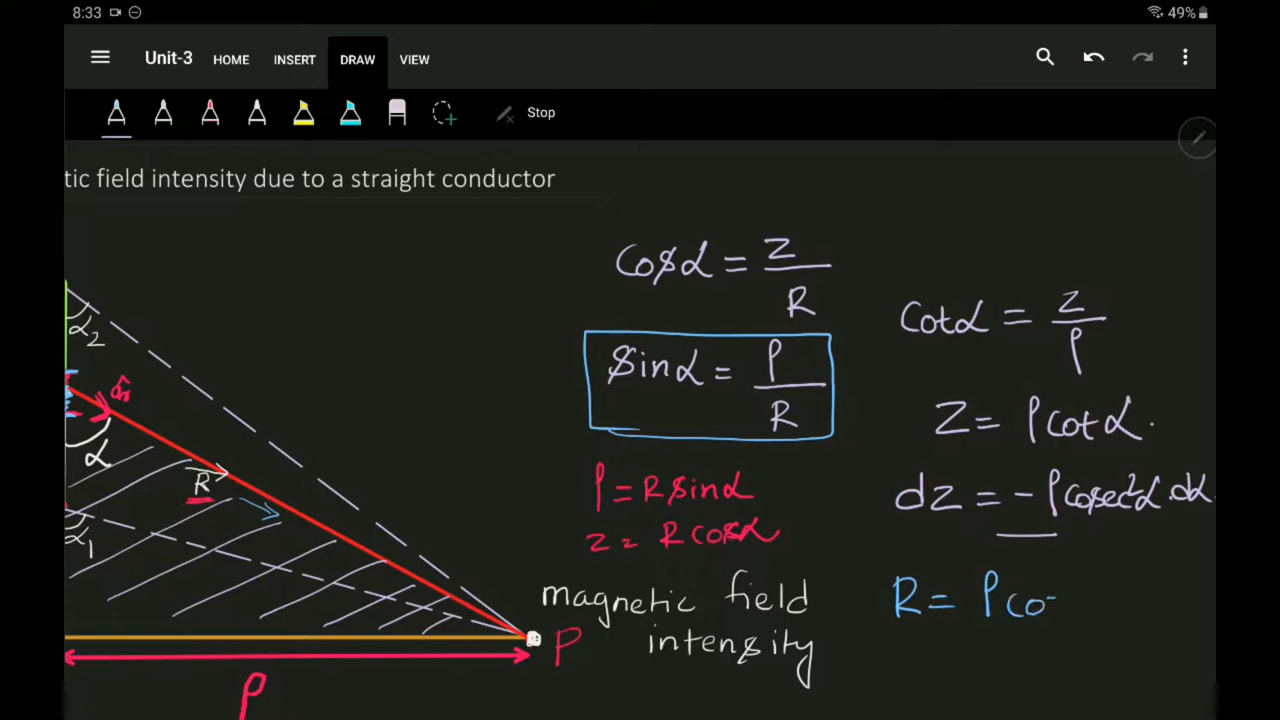 8:33
49%
Unit-3 HOME INSERT DRAW VIEW
Stop
tic field intensity due to a straight conductor
Cosα = z/R
Sinα = ρ/R
ρ = R sinα
z = R cosα
magnetic field
intensity
Cotα = z/ρ
Z = ρ cotα.
dz = -ρ cosec²α.dα
R = ρ co
α₂
α
R
α₁
P
ρ